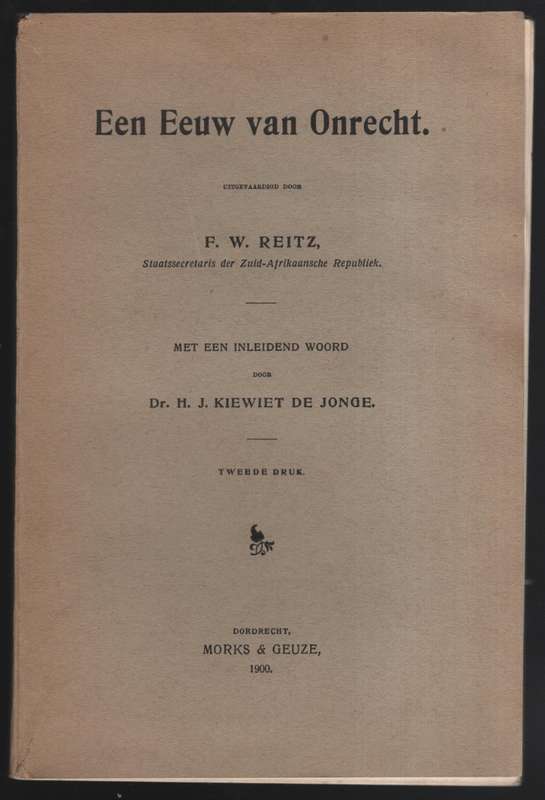 Een Eeuw van Onrecht.
UITGEVAARDIGD DOOR
F. W. REITZ,
Staatssecretaris der Zuid-Afrikaansche Republiek.
MET EEN INLEIDEND WOORD
DOOR
Dr. H. J. KIEWIET DE JONGE.
TWEEDE DRUK.
DORDRECHT,
MORKS & GEUZE,
1900.